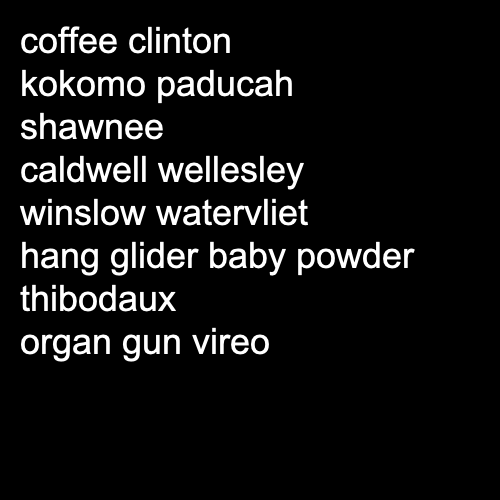 coffee clinton
kokomo paducah
shawnee
caldwell wellesley
winslow watervliet
hang glider baby powder
thibodaux
organ gun vireo